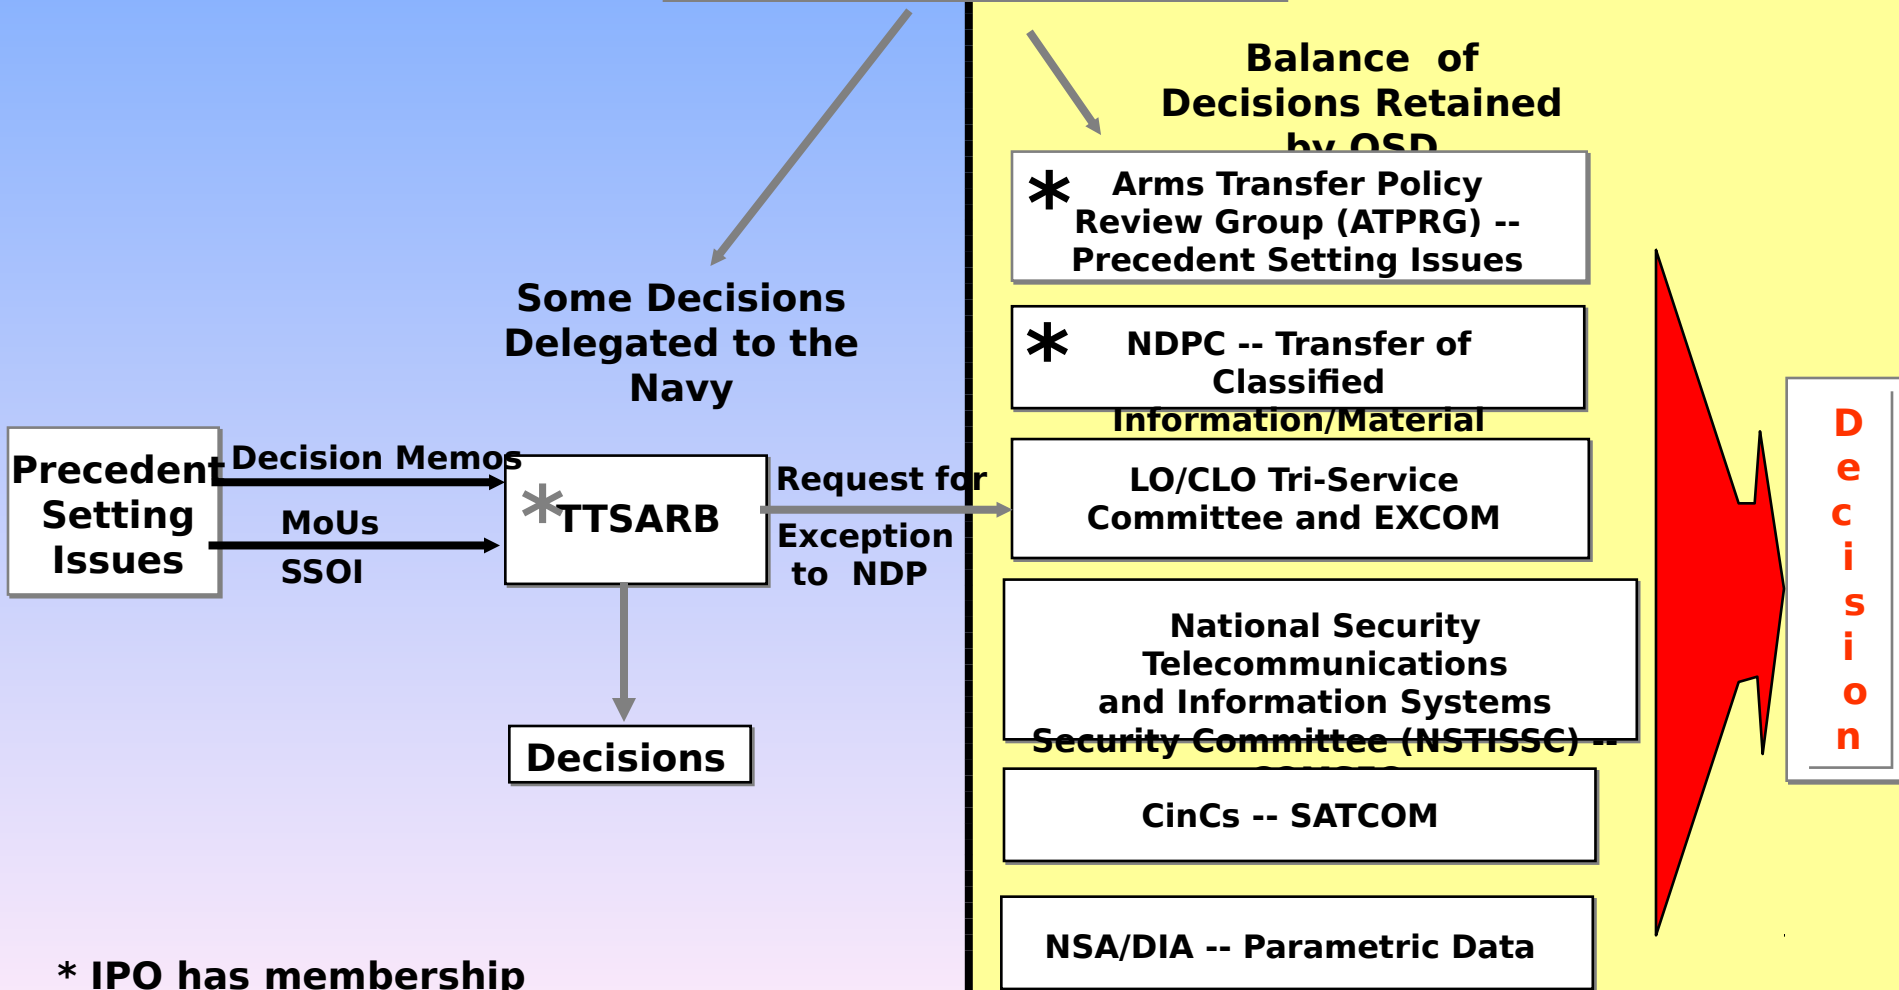 Balance of
Decisions Retained
by OSD
* Arms Transfer Policy
Review Group (ATPRG) --
Precedent Setting Issues
* NDPC -- Transfer of
Classified
Information/Material
LO/CLO Tri-Service
Committee and EXCOM
National Security
Telecommunications
and Information Systems
Security Committee (NSTISSC) --
CinCs -- SATCOM
NSA/DIA -- Parametric Data
Some Decisions
Delegated to the
Navy
Precedent
Setting
Issues
Decision Memos
MoUs
SSOI
*TTSARB
Request for
Exception
to NDP
Decisions
D
e
c
i
s
i
o
n
* IPO has membership